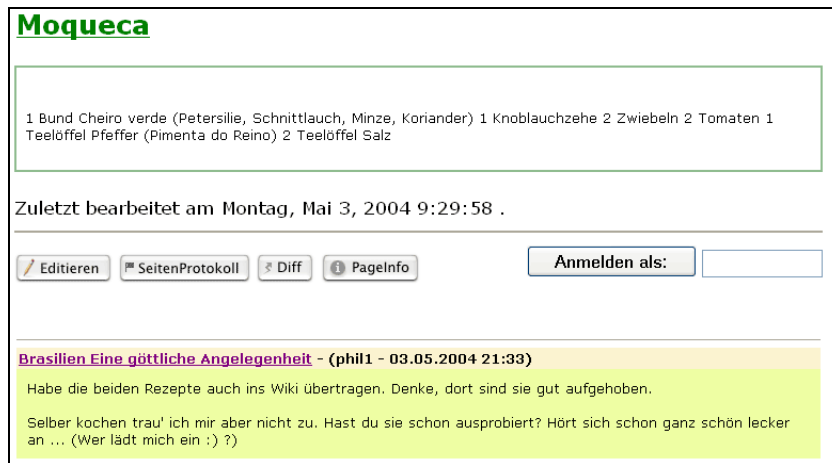 Moqueca
1 Bund Cheiro verde (Petersilie, Schnittlauch, Minze, Koriander) 1 Knoblauchzehe 2 Zwiebeln 2 Tomaten 1
Teelöffel Pfeffer (Pimenta do Reino) 2 Teelöffel Salz
Zuletzt bearbeitet am Montag, Mai 3, 2004 9:29:58 .
Editieren SeitenProtokoll Diff PageInfo Anmelden als:
Brasilien Eine göttliche Angelegenheit - (phil1 - 03.05.2004 21:33)
Habe die beiden Rezepte auch ins Wiki übertragen. Denke, dort sind sie gut aufgehoben.
Selber kochen trau' ich mir aber nicht zu. Hast du sie schon ausprobiert? Hört sich schon ganz schön lecker
an ... (Wer lädt mich ein :) ?)